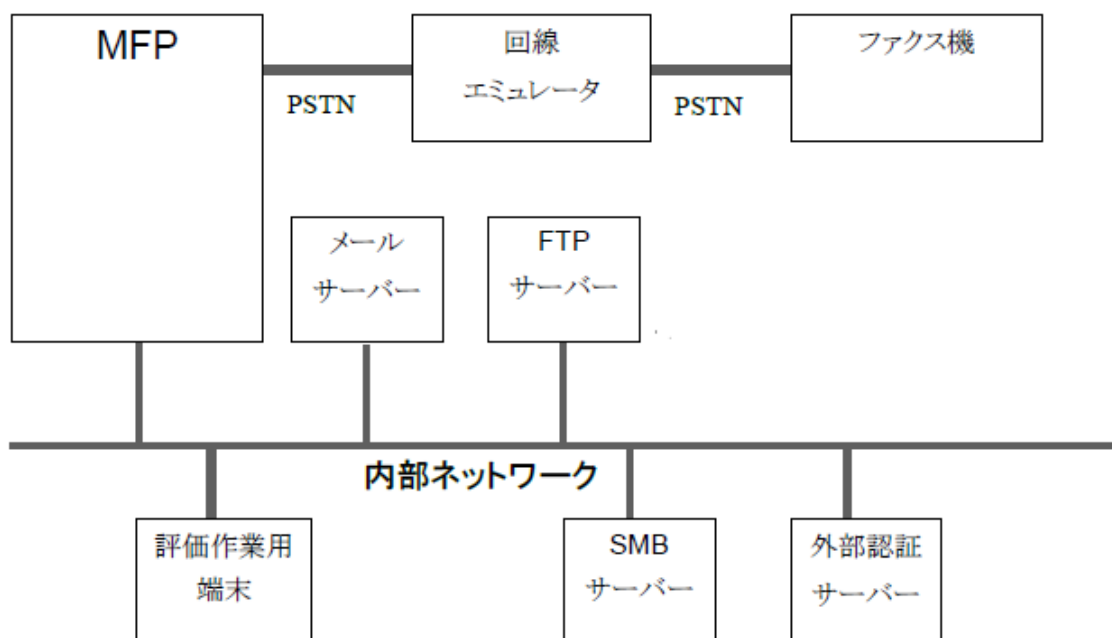 MFP
回線
エミュレータ
ファクス機
PSTN
PSTN
メール
サーバー
FTP
サーバー
内部ネットワーク
評価作業用
端末
SMB
サーバー
外部認証
サーバー